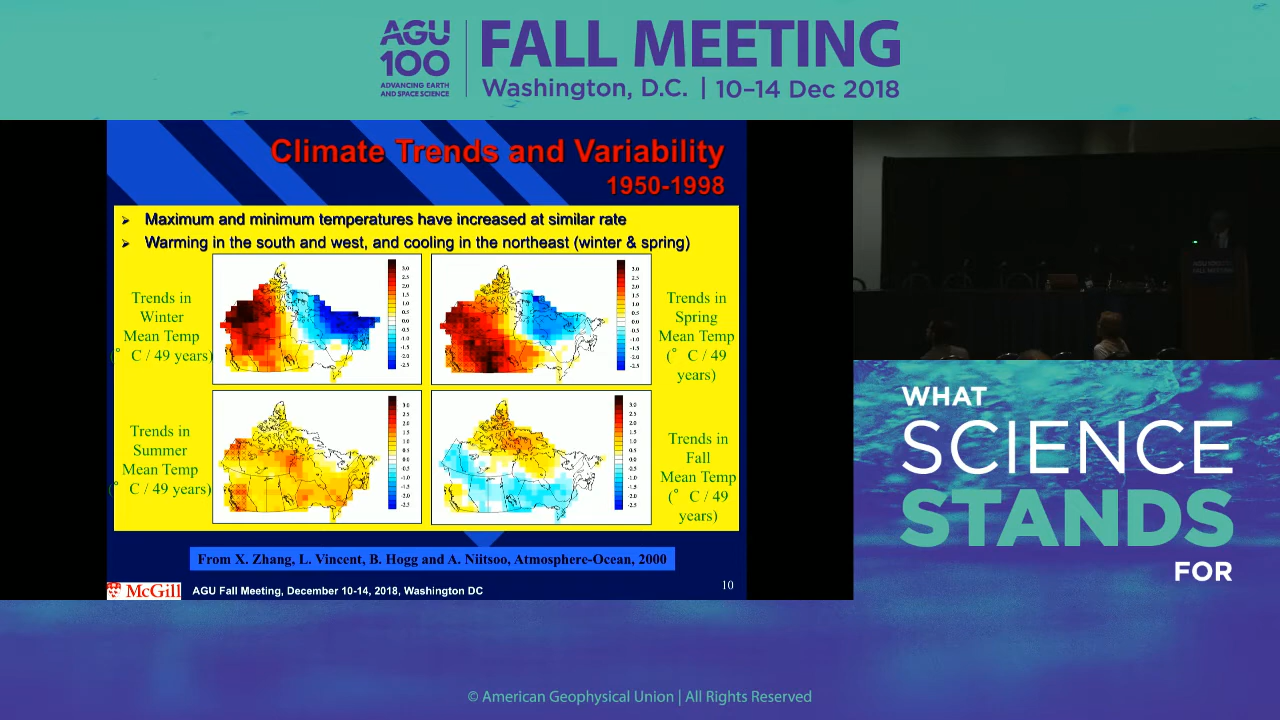 AGU
100
ADVANCING EARTH
AND SPACE SCIENCE
FALL MEETING
Washington, D.C. | 10–14 Dec 2018
Climate Trends and Variability
1950-1998
Maximum and minimum temperatures have increased at similar rate
Warming in the south and west, and cooling in the northeast (winter & spring)
Trends in
Winter
Mean Temp
(° C / 49 years)
Trends in
Spring
Mean Temp
(° C / 49
years)
Trends in
Summer
Mean Temp
(° C / 49 years)
Trends in
Fall
Mean Temp
(° C / 49
years)
From X. Zhang, L. Vincent, B. Hogg and A. Niitsoo, Atmosphere-Ocean, 2000
McGill
AGU Fall Meeting, December 10-14, 2018, Washington DC
10
FALL MEETING
WHAT
SCIENCE
STANDS
FOR
© American Geophysical Union | All Rights Reserved